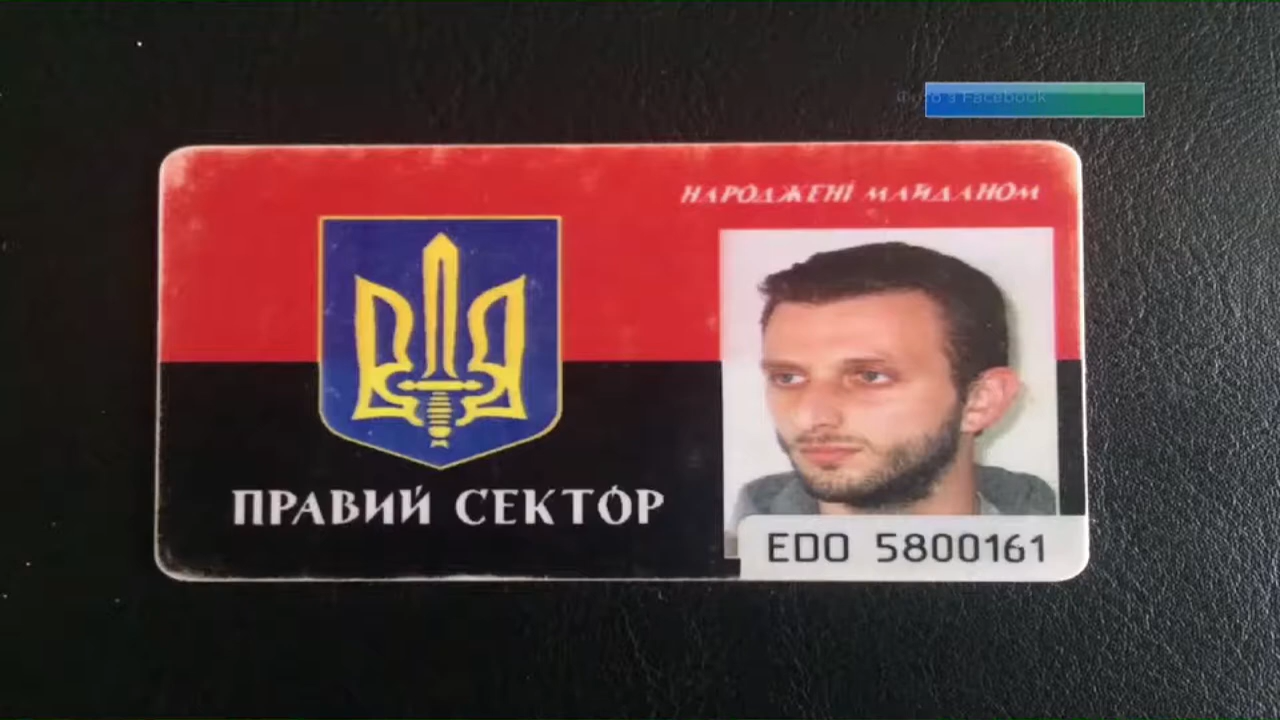 Фото з Facebook
НАРОДЖЕНІ МАЙДАНОМ
ПРАВИЙ СЕКТОР
EDO 5800161